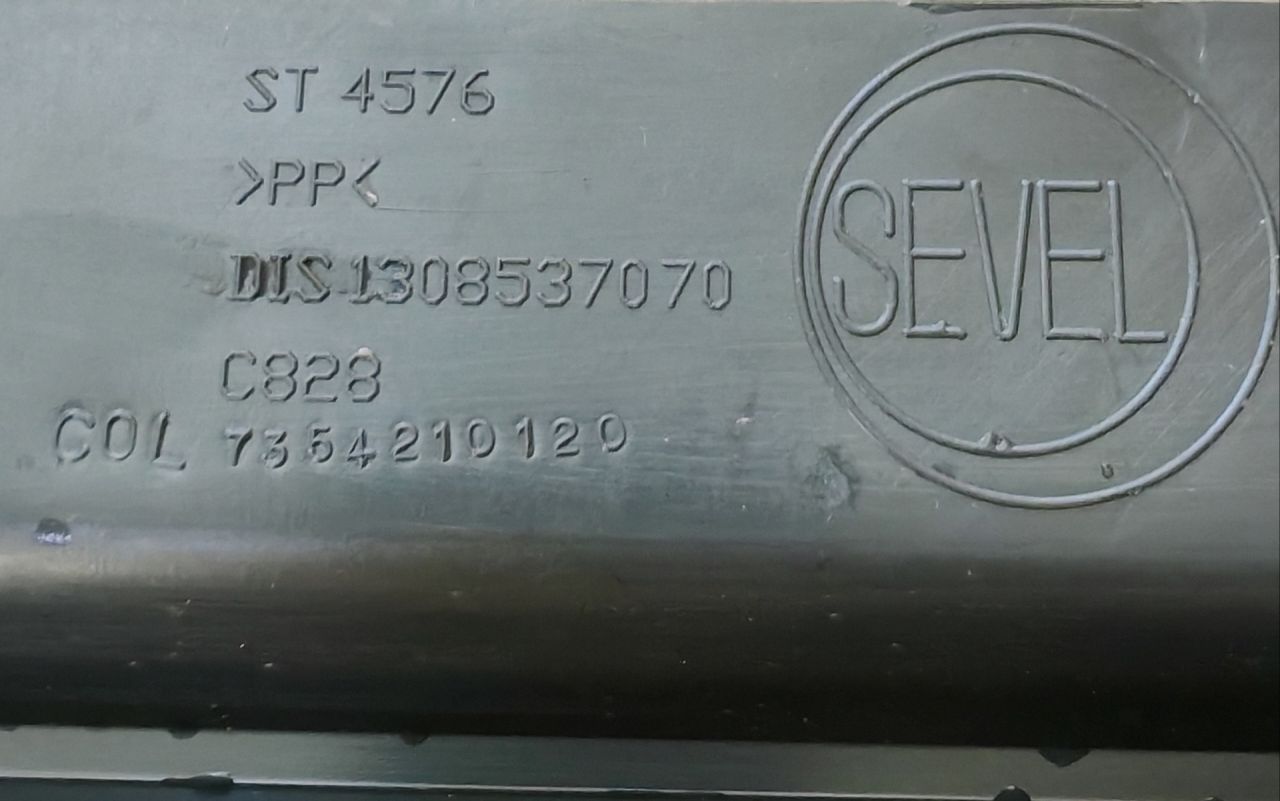 ST 4576
>PP<
DIS 1308537070
C828
COL 7354210120
SEVEL